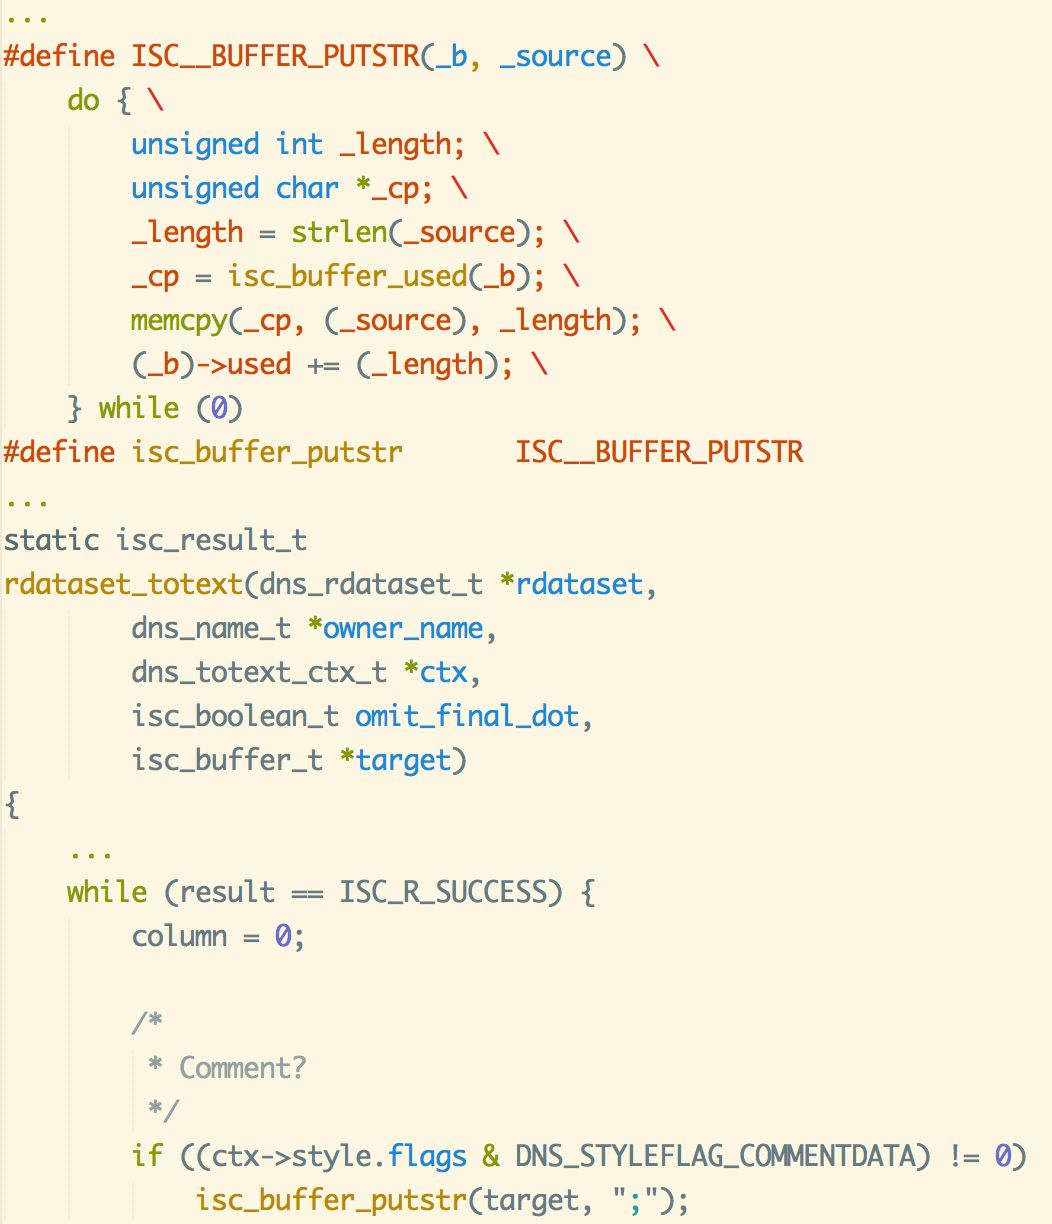 ...
#define ISC__BUFFER_PUTSTR(_b, _source) \
    do { \
        unsigned int _length; \
        unsigned char *_cp; \
        _length = strlen(_source); \
        _cp = isc_buffer_used(_b); \
        memcpy(_cp, (_source), _length); \
        (_b)->used += (_length); \
    } while (0)
#define isc_buffer_putstr       ISC__BUFFER_PUTSTR
...
static isc_result_t
rdataset_totext(dns_rdataset_t *rdataset,
        dns_name_t *owner_name,
        dns_totext_ctx_t *ctx,
        isc_boolean_t omit_final_dot,
        isc_buffer_t *target)
{
    ...
    while (result == ISC_R_SUCCESS) {
        column = 0;

        /*
         * Comment?
         */
        if ((ctx->style.flags & DNS_STYLEFLAG_COMMENTDATA) != 0)
            isc_buffer_putstr(target, ";");